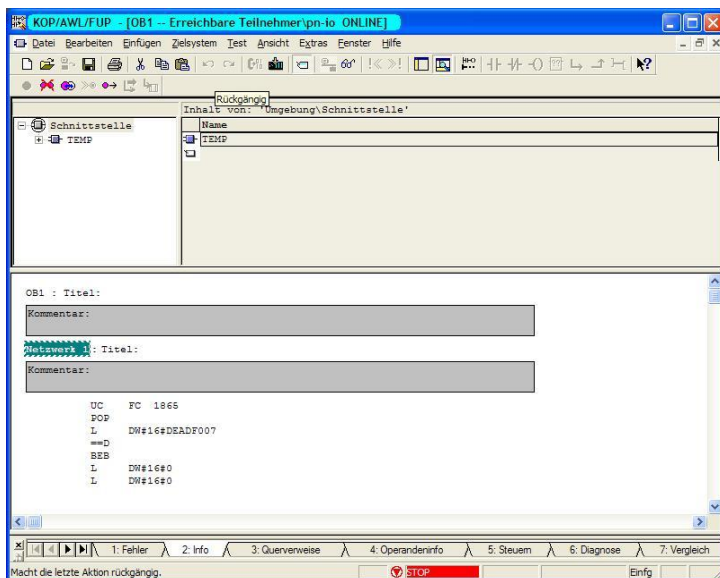 KOP/AWL/FUP - [OB1 -- Erreichbare Teilnehmer\pn-io ONLINE]
Datei Bearbeiten Einfügen Zielsystem Test Ansicht Extras Fenster Hilfe
Rückgängig
Inhalt von: 'Umgebung\Schnittstelle'
Schnittstelle
TEMP
Name
TEMP
OB1 : Titel:
Kommentar:
Netzwerk 1: Titel:
Kommentar:
UC FC 1865
POP
L DW#16#DEADF007
==D
BEB
L DW#16#0
L DW#16#0
1: Fehler 2: Info 3: Querverweise 4: Operandeninfo 5: Steuern 6: Diagnose 7: Vergleich
Macht die letzte Aktion rückgängig. STOP Einfg